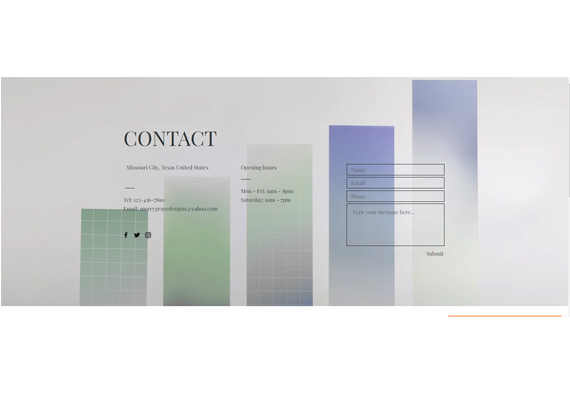 CONTACT
Missouri City, Texas United States
Tel: 123-456-7890
Email: mercygracedesigns@yahoo.com
Opening hours
Mon - Fri: 9am - 8pm
Saturday: 9am - 7pm
Name
Email
Phone
Type your message here...
Submit